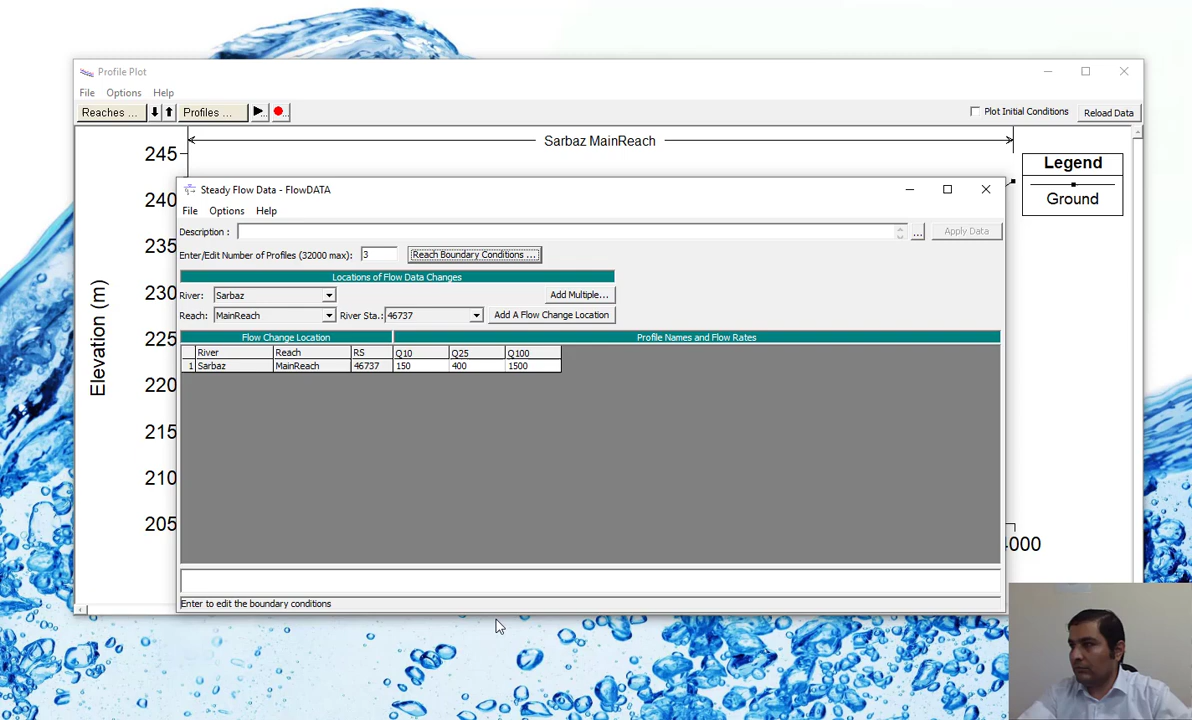 Profile Plot
File Options Help
Reaches ... Profiles ... Plot Initial Conditions Reload Data
Sarbaz MainReach
Legend
Ground
Elevation (m)
245
240
235
230
225
220
215
210
205
4000
Steady Flow Data - FlowDATA
File Options Help
Description : ... Apply Data
Enter/Edit Number of Profiles (32000 max): 3 Reach Boundary Conditions ...
Locations of Flow Data Changes
River: Sarbaz Add Multiple...
Reach: MainReach River Sta.: 46737 Add A Flow Change Location
Flow Change Location Profile Names and Flow Rates
River Reach RS Q10 Q25 Q100
1 Sarbaz MainReach 46737 150 400 1500
Enter to edit the boundary conditions